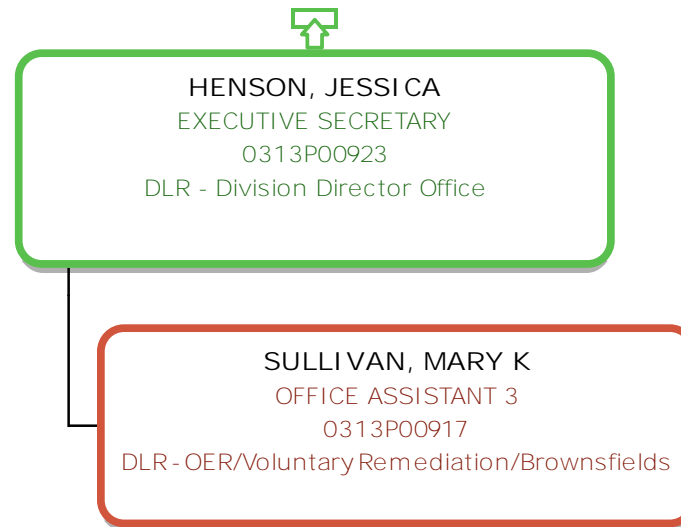 HENSON, JESSICA
EXECUTIVE SECRETARY
0313P00923
DLR - Division Director Office
SULLIVAN, MARY K
OFFICE ASSISTANT 3
0313P00917
DLR - OER/Voluntary Remediation/Brownsfields